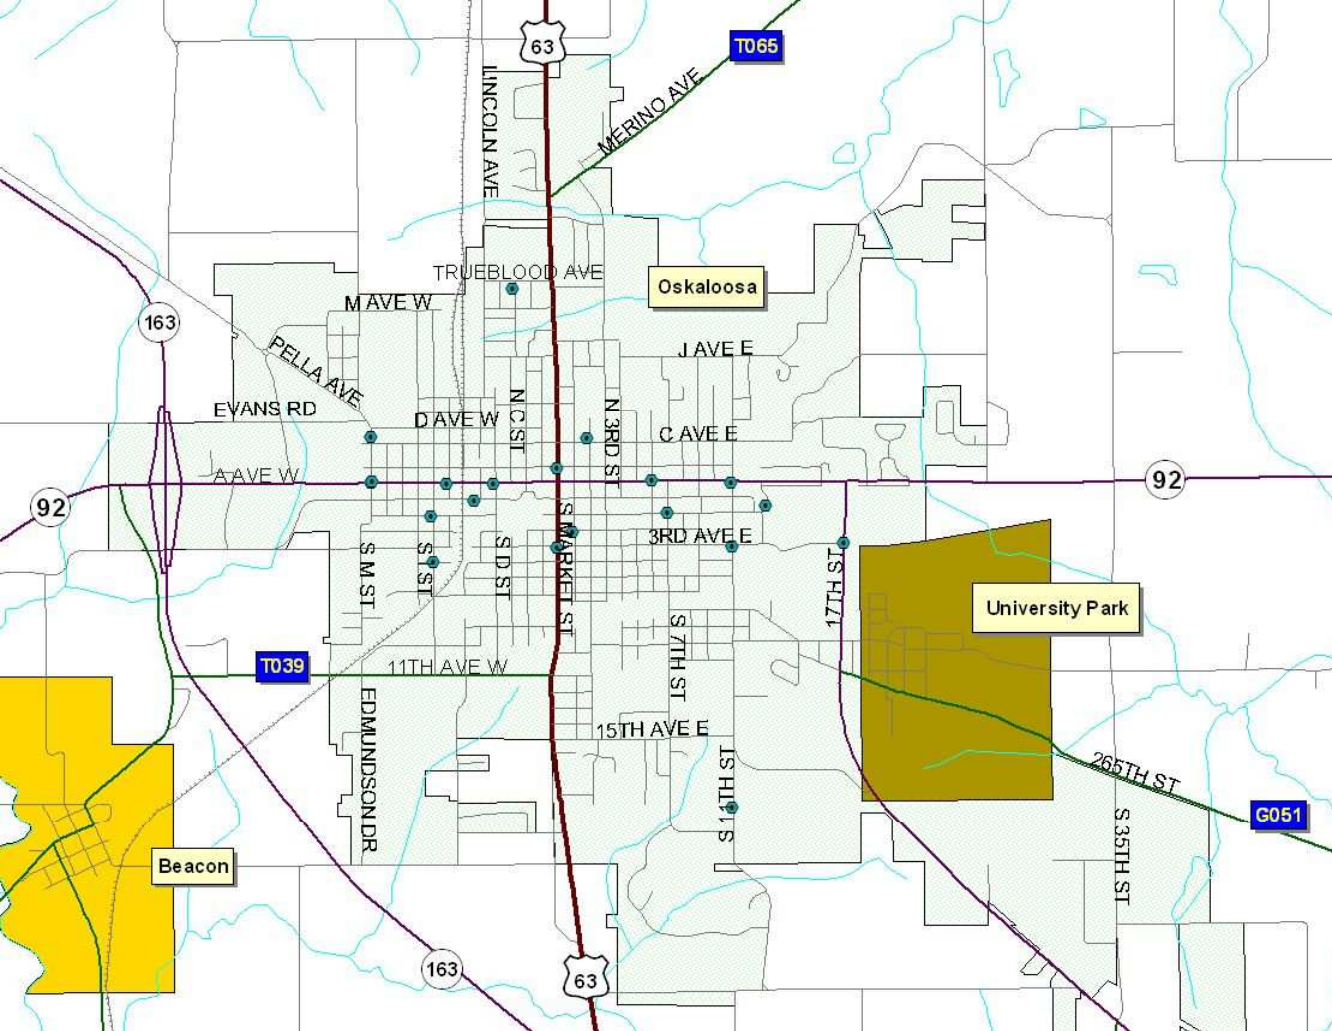 63
T065
LINCOLN AVE
MERINO AVE
TRUEBLOOD AVE
Oskaloosa
M AVE W
163
PELLA AVE
J AVE E
EVANS RD
D AVE W
N C ST
N 3RD ST
C AVE E
A AVE W
92
92
S M ST
S I ST
S D ST
S MARKET ST
3RD AVE E
17TH ST
University Park
S 7TH ST
T039
11TH AVE W
EDMUNDSON DR
15TH AVE E
S 11TH ST
265TH ST
G051
S 35TH ST
Beacon
163
63